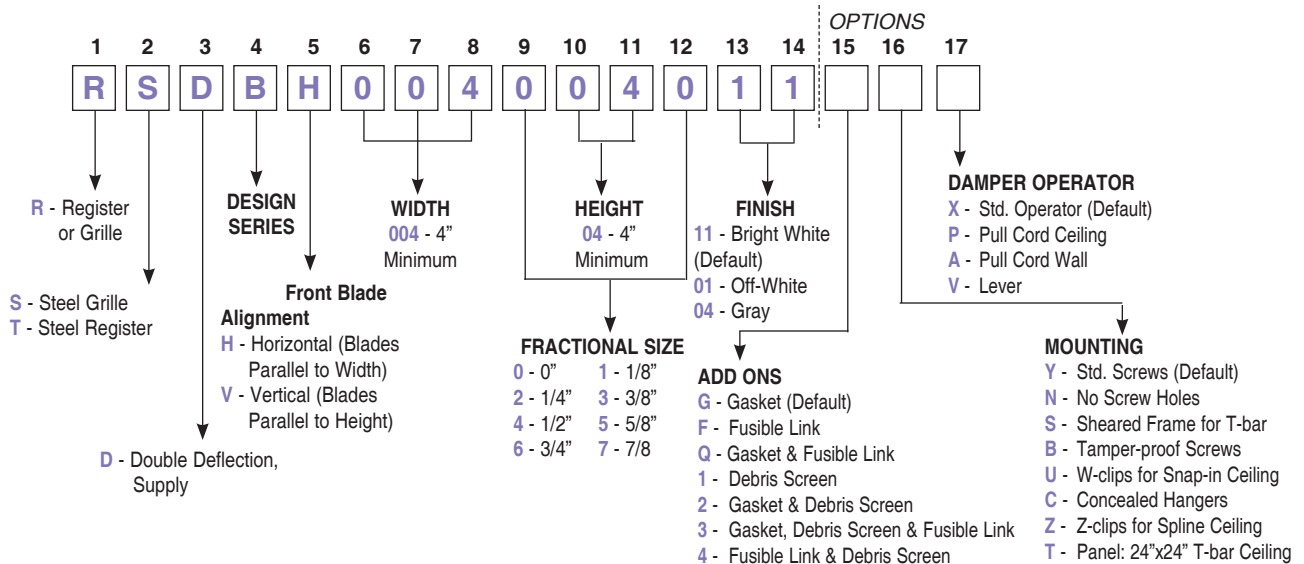 OPTIONS
1 2 3 4 5 6 7 8 9 10 11 12 13 14 15 16 17
R S D B H 0 0 4 0 0 4 0 1 1
R - Register
or Grille
S - Steel Grille
T - Steel Register
D - Double Deflection,
Supply
DESIGN
SERIES
Front Blade
Alignment
H - Horizontal (Blades
Parallel to Width)
V - Vertical (Blades
Parallel to Height)
WIDTH
004 - 4”
Minimum
HEIGHT
04 - 4”
Minimum
FRACTIONAL SIZE
0 - 0” 1 - 1/8”
2 - 1/4” 3 - 3/8”
4 - 1/2” 5 - 5/8”
6 - 3/4” 7 - 7/8
FINISH
11 - Bright White
(Default)
01 - Off-White
04 - Gray
ADD ONS
G - Gasket (Default)
F - Fusible Link
Q - Gasket & Fusible Link
1 - Debris Screen
2 - Gasket & Debris Screen
3 - Gasket, Debris Screen & Fusible Link
4 - Fusible Link & Debris Screen
DAMPER OPERATOR
X - Std. Operator (Default)
P - Pull Cord Ceiling
A - Pull Cord Wall
V - Lever
MOUNTING
Y - Std. Screws (Default)
N - No Screw Holes
S - Sheared Frame for T-bar
B - Tamper-proof Screws
U - W-clips for Snap-in Ceiling
C - Concealed Hangers
Z - Z-clips for Spline Ceiling
T - Panel: 24”x24” T-bar Ceiling